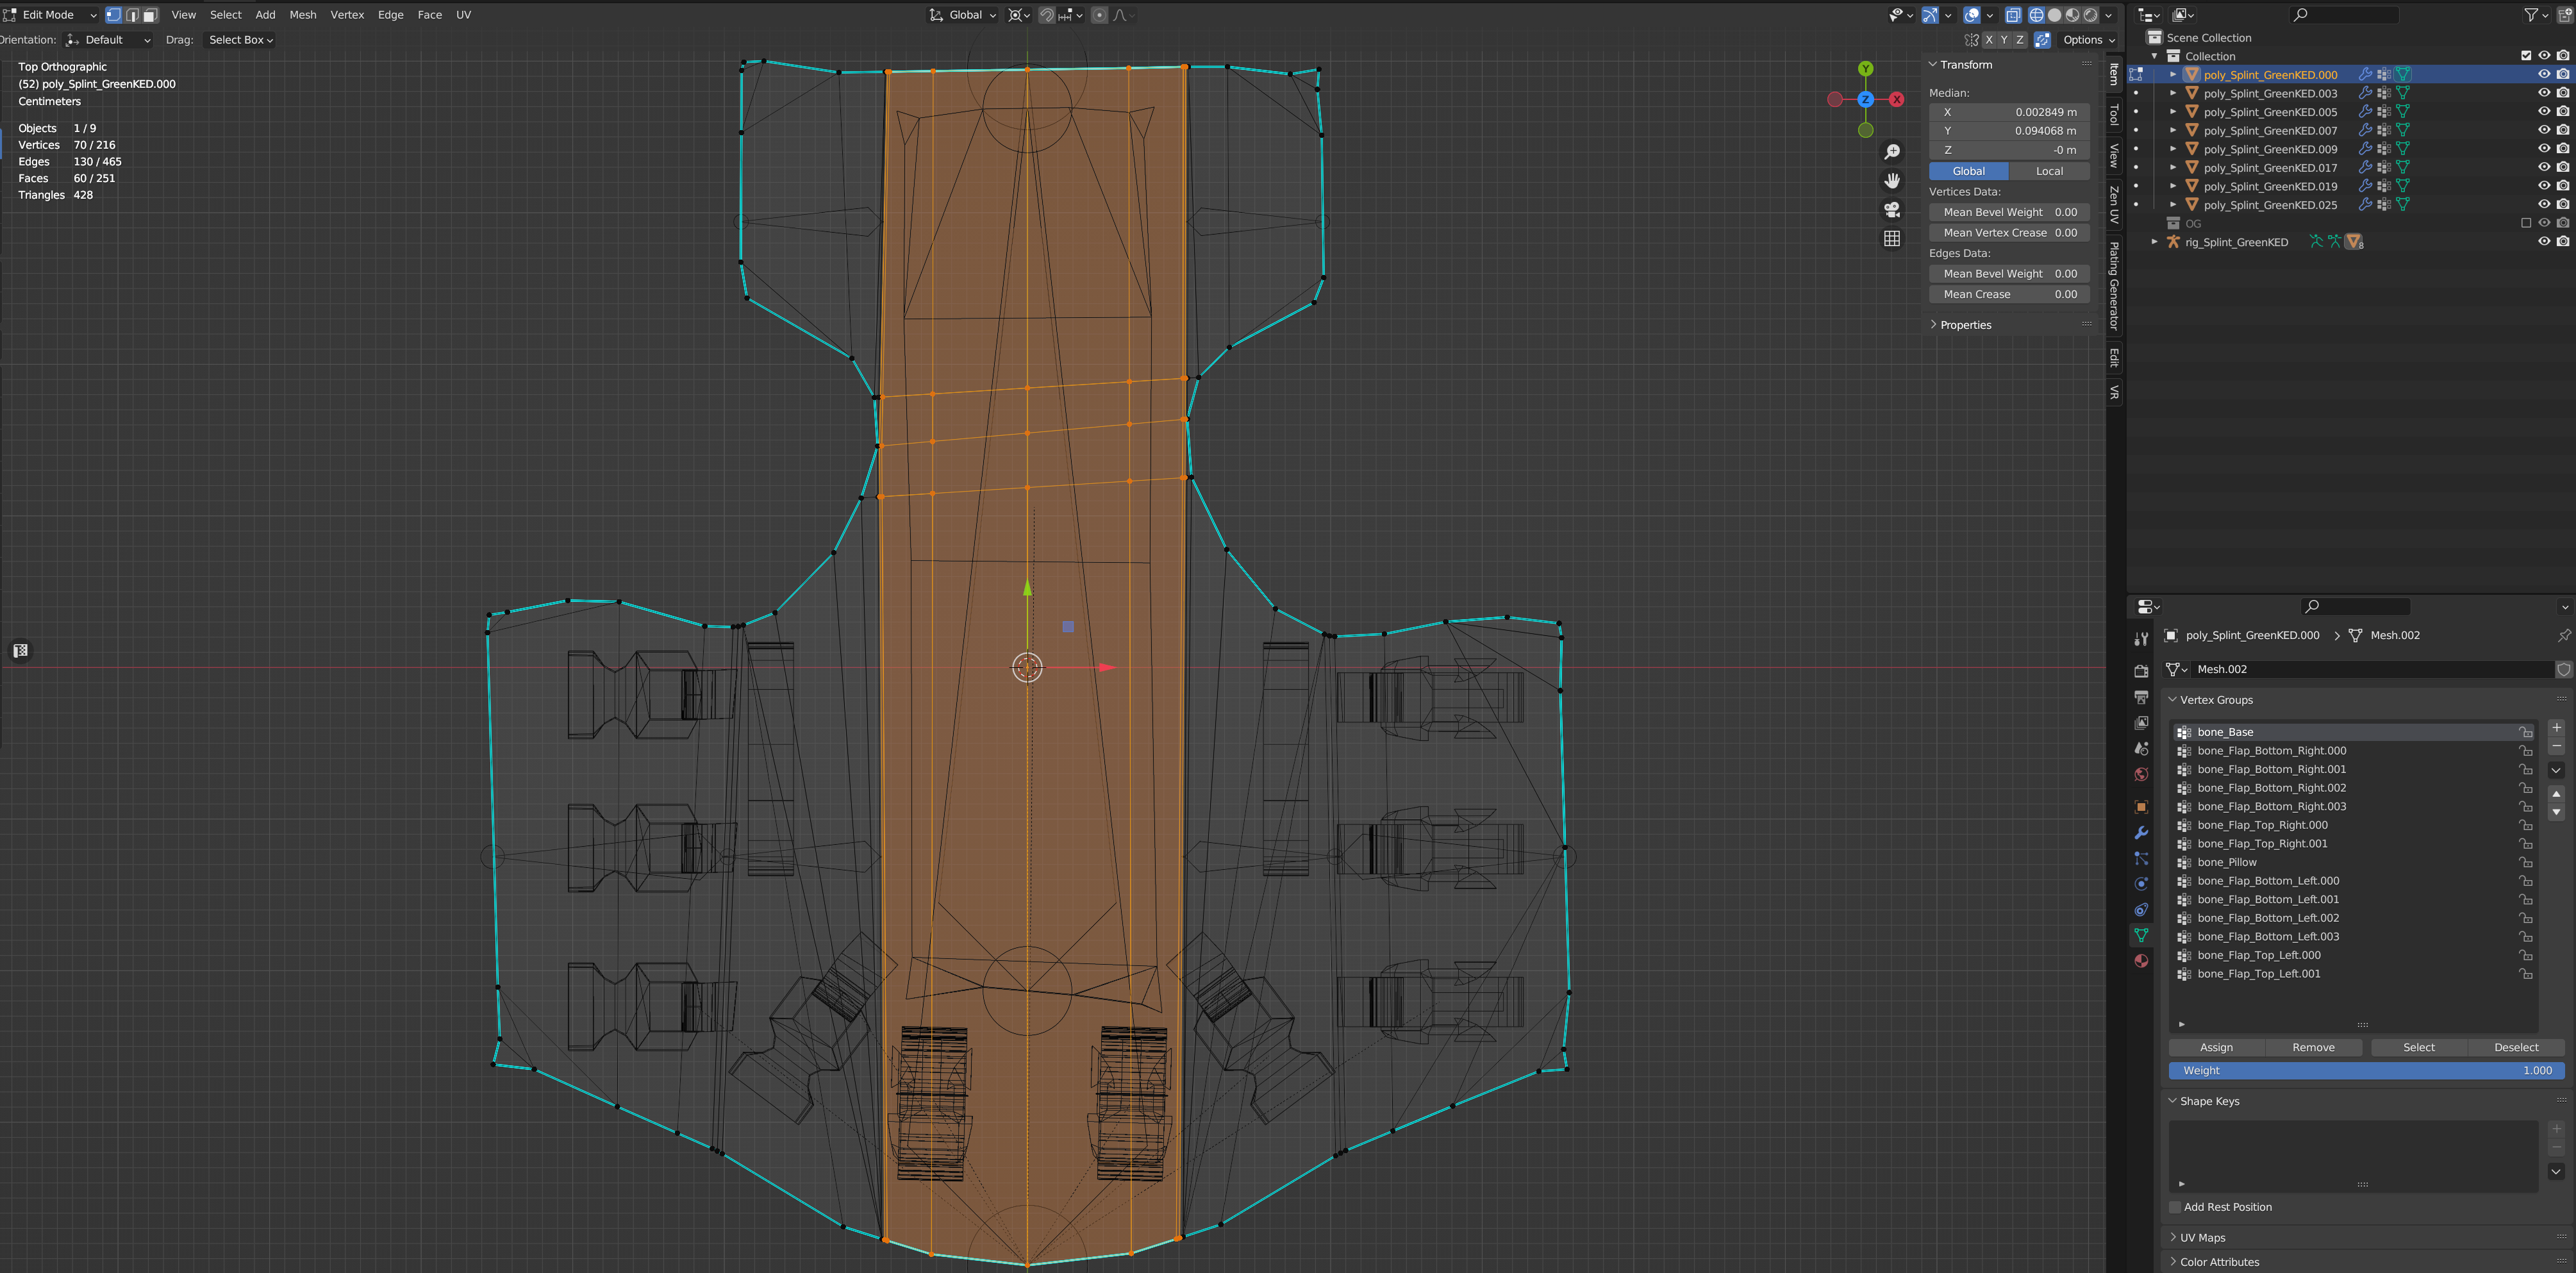 Edit Mode View Select Add Mesh Vertex Edge Face UV Global
Orientation: Default Drag: Select Box X Y Z Options
Top Orthographic
(52) poly_Splint_GreenKED.000
Centimeters
Objects 1 / 9
Vertices 70 / 216
Edges 130 / 465
Faces 60 / 251
Triangles 428
Y
Z
X
Transform
Median:
X 0.002849 m
Y 0.094068 m
Z -0 m
Global Local
Vertices Data:
Mean Bevel Weight 0.00
Mean Vertex Crease 0.00
Edges Data:
Mean Bevel Weight 0.00
Mean Crease 0.00
Properties
Item
Tool
View
Zen UV
Plating Generator
Edit
VR
Scene Collection
Collection
poly_Splint_GreenKED.000
poly_Splint_GreenKED.003
poly_Splint_GreenKED.005
poly_Splint_GreenKED.007
poly_Splint_GreenKED.009
poly_Splint_GreenKED.017
poly_Splint_GreenKED.019
poly_Splint_GreenKED.025
OG
rig_Splint_GreenKED 8
poly_Splint_GreenKED.000 > Mesh.002
Mesh.002
Vertex Groups
bone_Base
bone_Flap_Bottom_Right.000
bone_Flap_Bottom_Right.001
bone_Flap_Bottom_Right.002
bone_Flap_Bottom_Right.003
bone_Flap_Top_Right.000
bone_Flap_Top_Right.001
bone_Pillow
bone_Flap_Bottom_Left.000
bone_Flap_Bottom_Left.001
bone_Flap_Bottom_Left.002
bone_Flap_Bottom_Left.003
bone_Flap_Top_Left.000
bone_Flap_Top_Left.001
Assign Remove Select Deselect
Weight 1.000
Shape Keys
Add Rest Position
UV Maps
Color Attributes